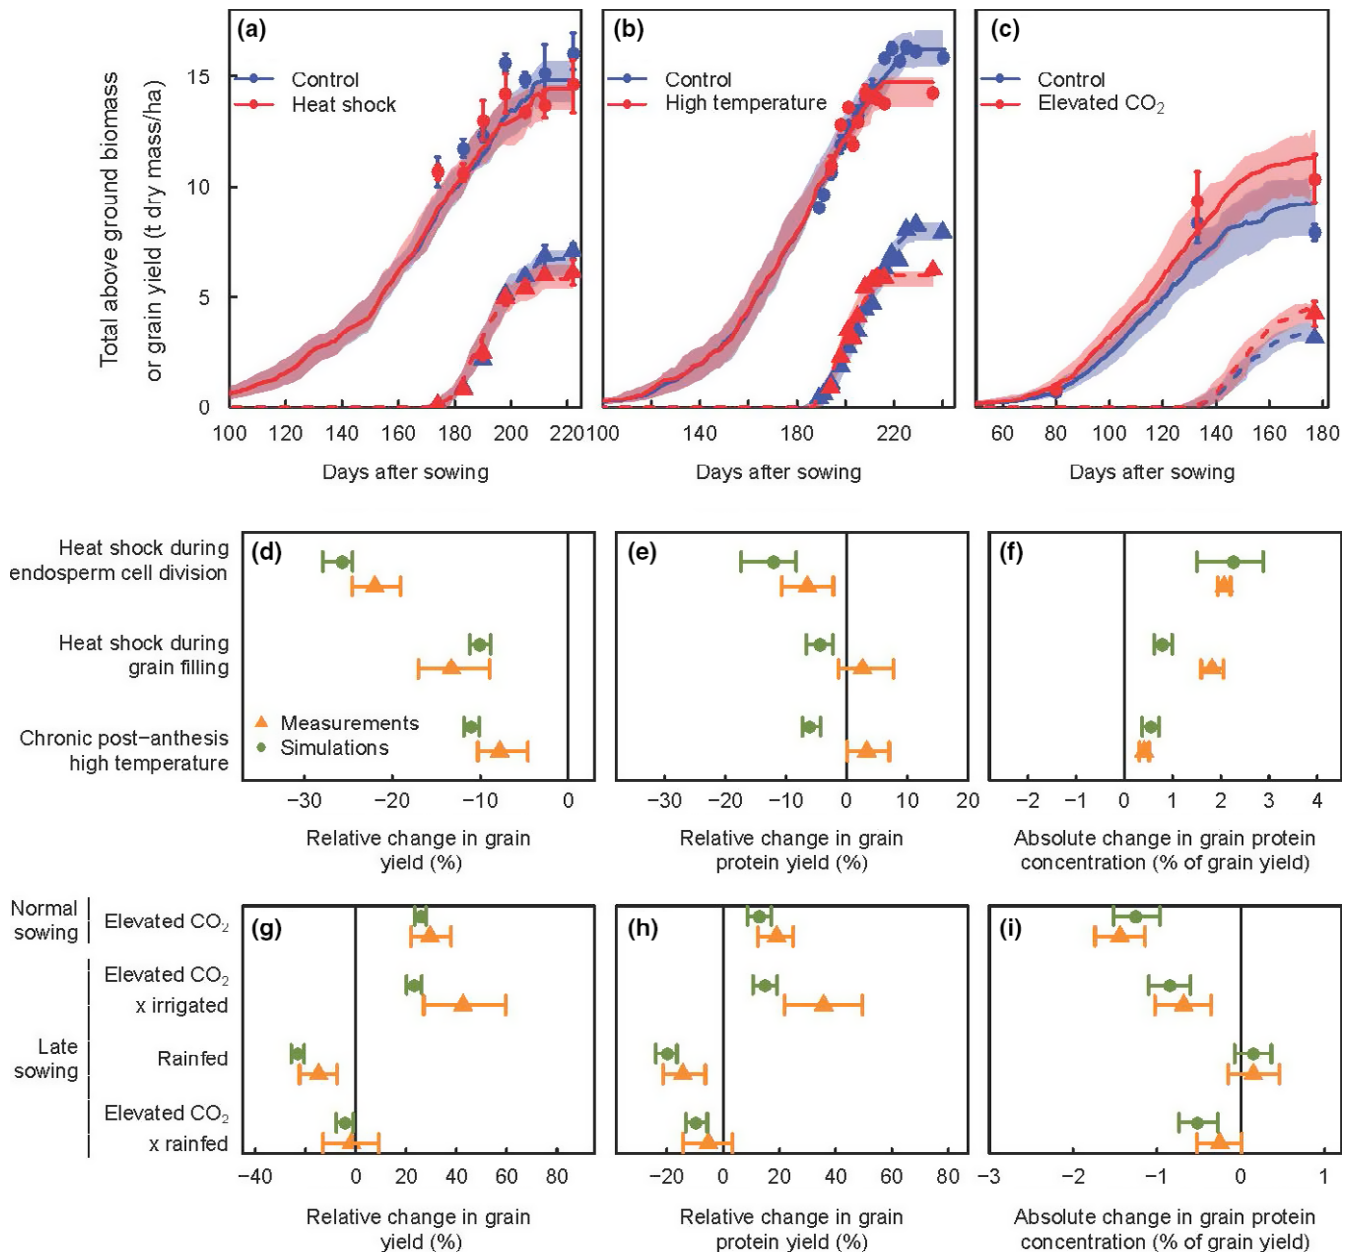 (a)
(b)
(c)
Control
Heat shock
Control
High temperature
Control
Elevated CO₂
Total above ground biomass
or grain yield (t dry mass/ha)
15
10
5
0
100 120 140 160 180 200 220
100 140 180 220
60 80 100 120 140 160 180
Days after sowing
Days after sowing
Days after sowing
(d)
(e)
(f)
Heat shock during
endosperm cell division
Heat shock during
grain filling
Chronic post−anthesis
high temperature
Measurements
Simulations
−30 −20 −10 0
−30 −20 −10 0 10 20
−2 −1 0 1 2 3 4
Relative change in grain
yield (%)
Relative change in grain
protein yield (%)
Absolute change in grain protein
concentration (% of grain yield)
Normal
sowing
Elevated CO₂
(g)
(h)
(i)
Elevated CO₂
x irrigated
Late
sowing
Rainfed
Elevated CO₂
x rainfed
−40 −20 0 20 40 60 80
−40 −20 0 20 40 60 80
−3 −2 −1 0 1
Relative change in grain
yield (%)
Relative change in grain
protein yield (%)
Absolute change in grain protein
concentration (% of grain yield)